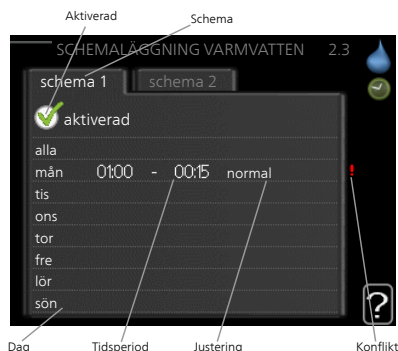 Aktiverad
Schema
SCHEMALÄGGNING VARMVATTEN 2.3
schema 1
schema 2
aktiverad
alla
mån 01:00 - 00:15 normal !
tis
ons
tor
fre
lör
sön
?
Dag
Tidsperiod
Justering
Konflikt